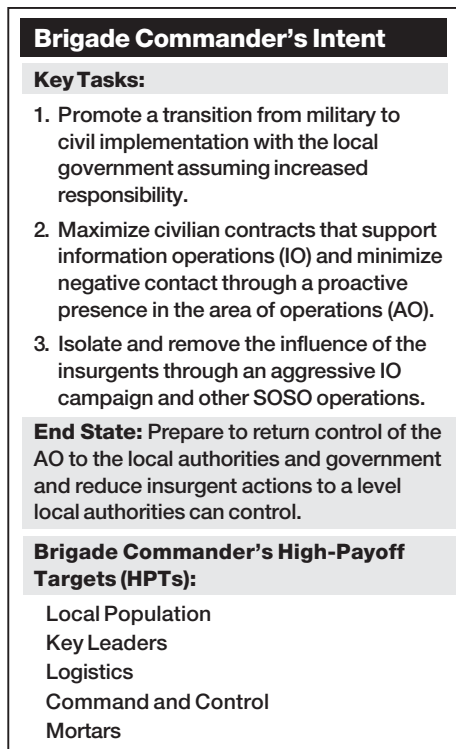 Brigade Commander's Intent
Key Tasks:
1. Promote a transition from military to
civil implementation with the local
government assuming increased
responsibility.
2. Maximize civilian contracts that support
information operations (IO) and minimize
negative contact through a proactive
presence in the area of operations (AO).
3. Isolate and remove the influence of the
insurgents through an aggressive IO
campaign and other SOSO operations.
End State: Prepare to return control of the
AO to the local authorities and government
and reduce insurgent actions to a level
local authorities can control.
Brigade Commander's High-Payoff
Targets (HPTs):
Local Population
Key Leaders
Logistics
Command and Control
Mortars